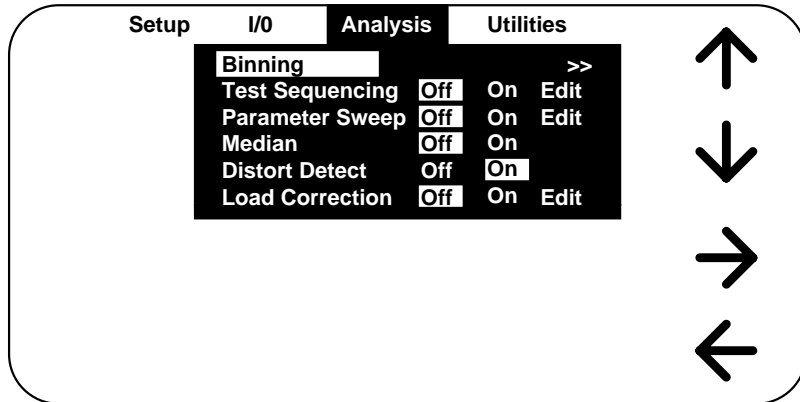 Setup I/0 Analysis Utilities
Binning >>
Test Sequencing Off On Edit
Parameter Sweep Off On Edit
Median Off On
Distort Detect Off On
Load Correction Off On Edit